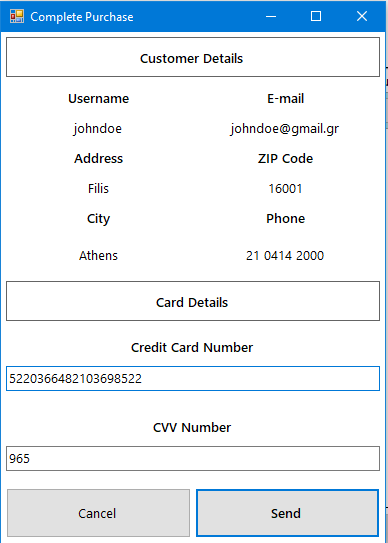 Complete Purchase
Customer Details
Username E-mail
johndoe johndoe@gmail.gr
Address ZIP Code
Filis 16001
City Phone
Athens 21 0414 2000
Card Details
Credit Card Number
5220366482103698522
CVV Number
965
Cancel Send